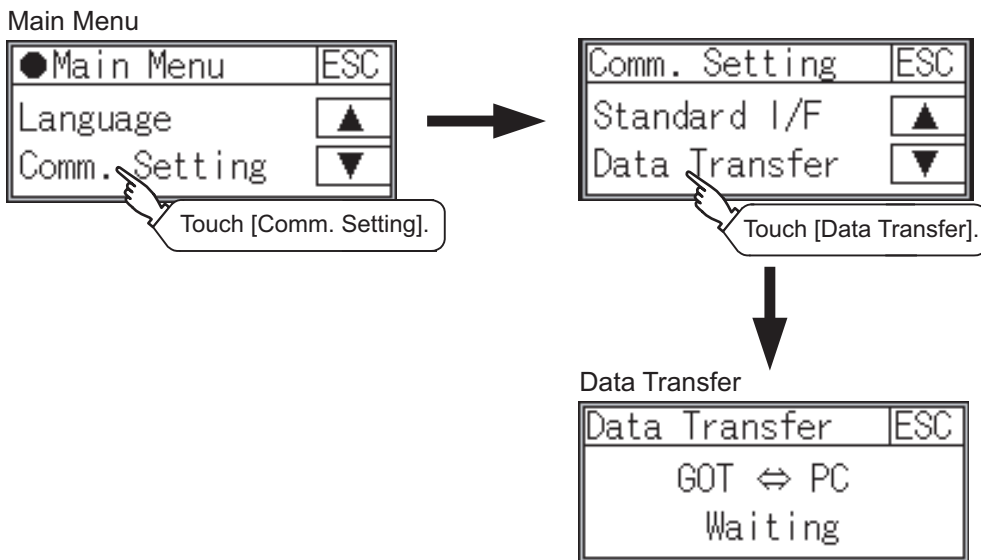 Main Menu
●Main Menu ESC
Language ▲
Comm. Setting ▼
Touch [Comm. Setting].
Comm. Setting ESC
Standard I/F ▲
Data Transfer ▼
Touch [Data Transfer].
Data Transfer
Data Transfer ESC
GOT ⇔ PC
Waiting